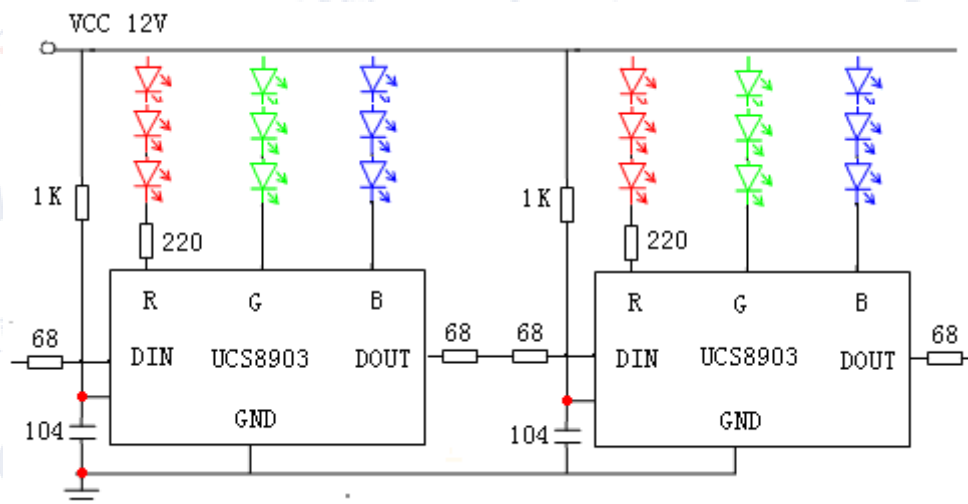 VCC 12V
1K 1K
220 220
R G B R G B
68 68 68 68
DIN UCS8903 DOUT DIN UCS8903 DOUT
GND GND
104 104